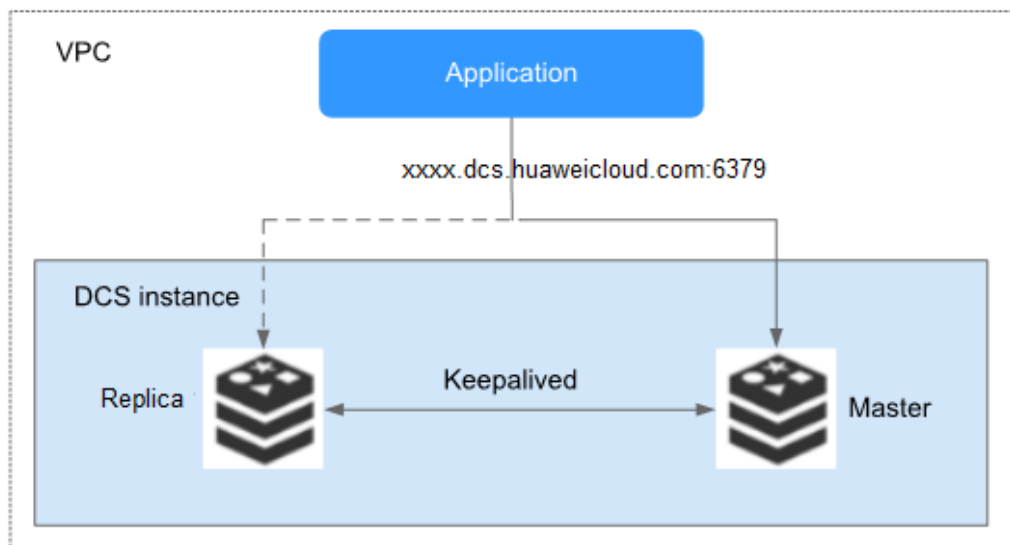 VPC
Application
xxxx.dcs.huaweicloud.com:6379
DCS instance
Replica
Keepalived
Master